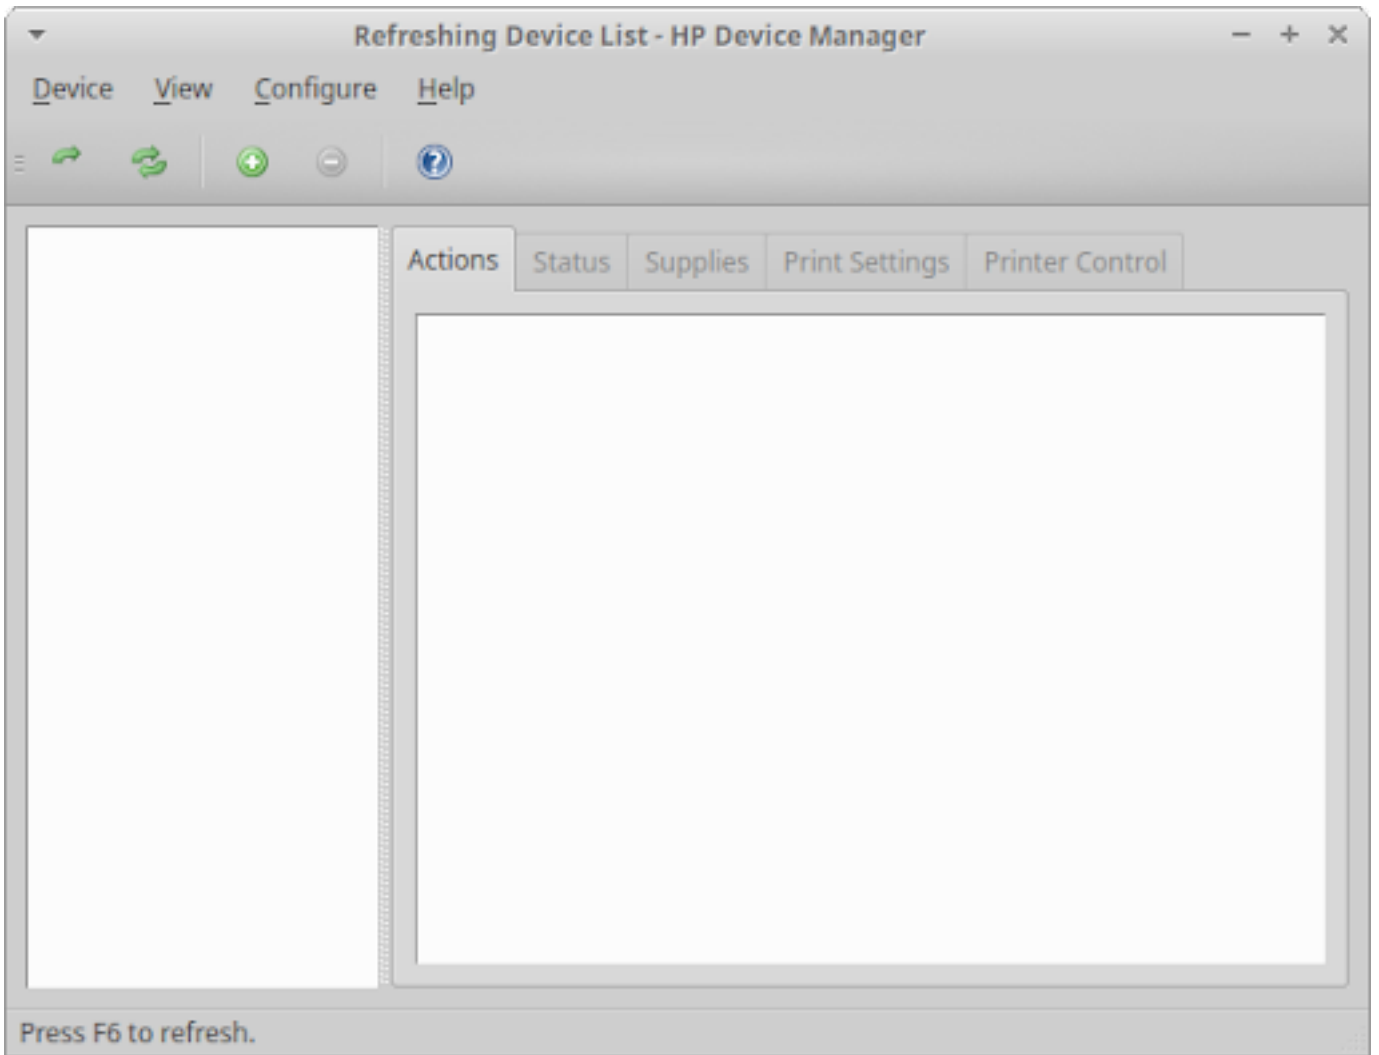 Refreshing Device List - HP Device Manager
Device View Configure Help
Actions Status Supplies Print Settings Printer Control
Press F6 to refresh.